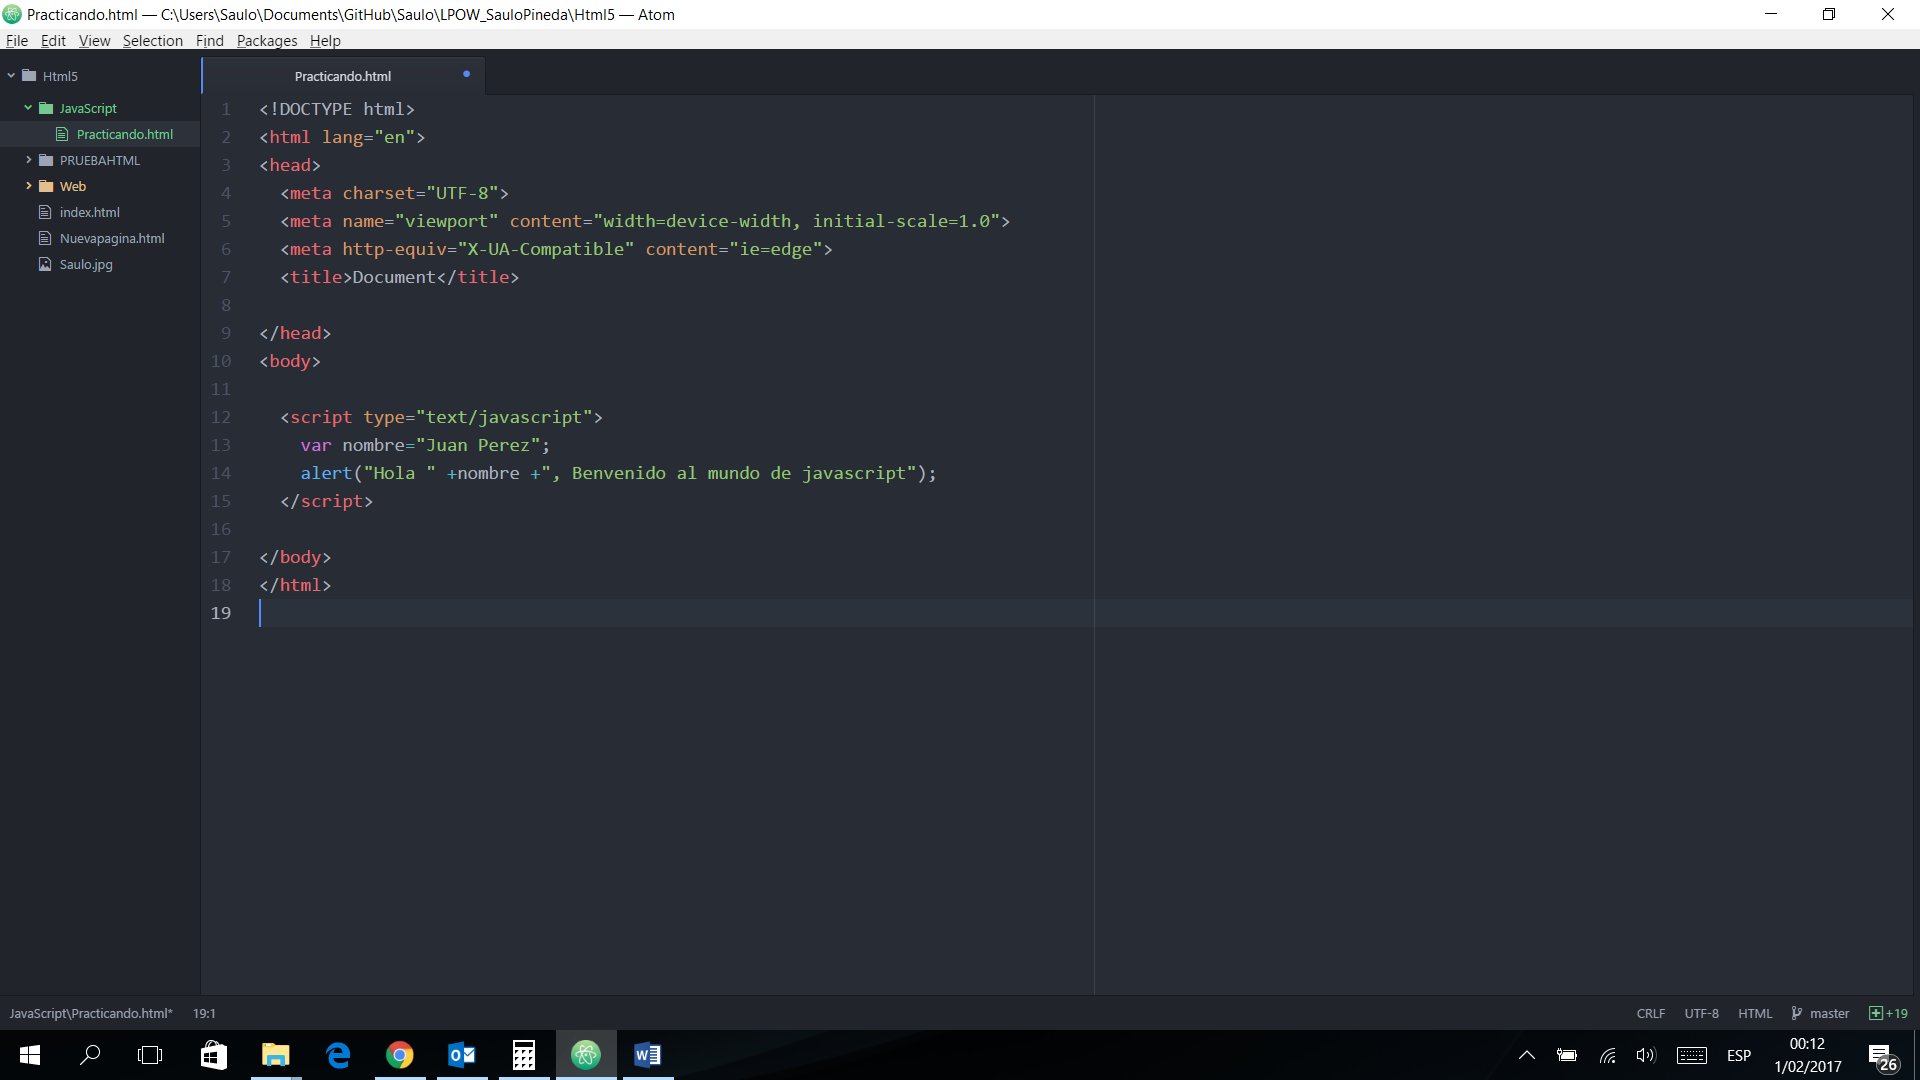 Practicando.html — C:\Users\Saulo\Documents\GitHub\Saulo\LPOW_SauloPineda\Html5 — Atom
File Edit View Selection Find Packages Help
Html5
JavaScript
Practicando.html
PRUEBAHTML
Web
index.html
Nuevapagina.html
Saulo.jpg
Practicando.html
1 <!DOCTYPE html>
2 <html lang="en">
3 <head>
4   <meta charset="UTF-8">
5   <meta name="viewport" content="width=device-width, initial-scale=1.0">
6   <meta http-equiv="X-UA-Compatible" content="ie=edge">
7   <title>Document</title>
8
9 </head>
10 <body>
11
12   <script type="text/javascript">
13     var nombre="Juan Perez";
14     alert("Hola " +nombre +", Benvenido al mundo de javascript");
15   </script>
16
17 </body>
18 </html>
19
JavaScript\Practicando.html* 19:1 CRLF UTF-8 HTML master +19
ESP
00:12
1/02/2017
26